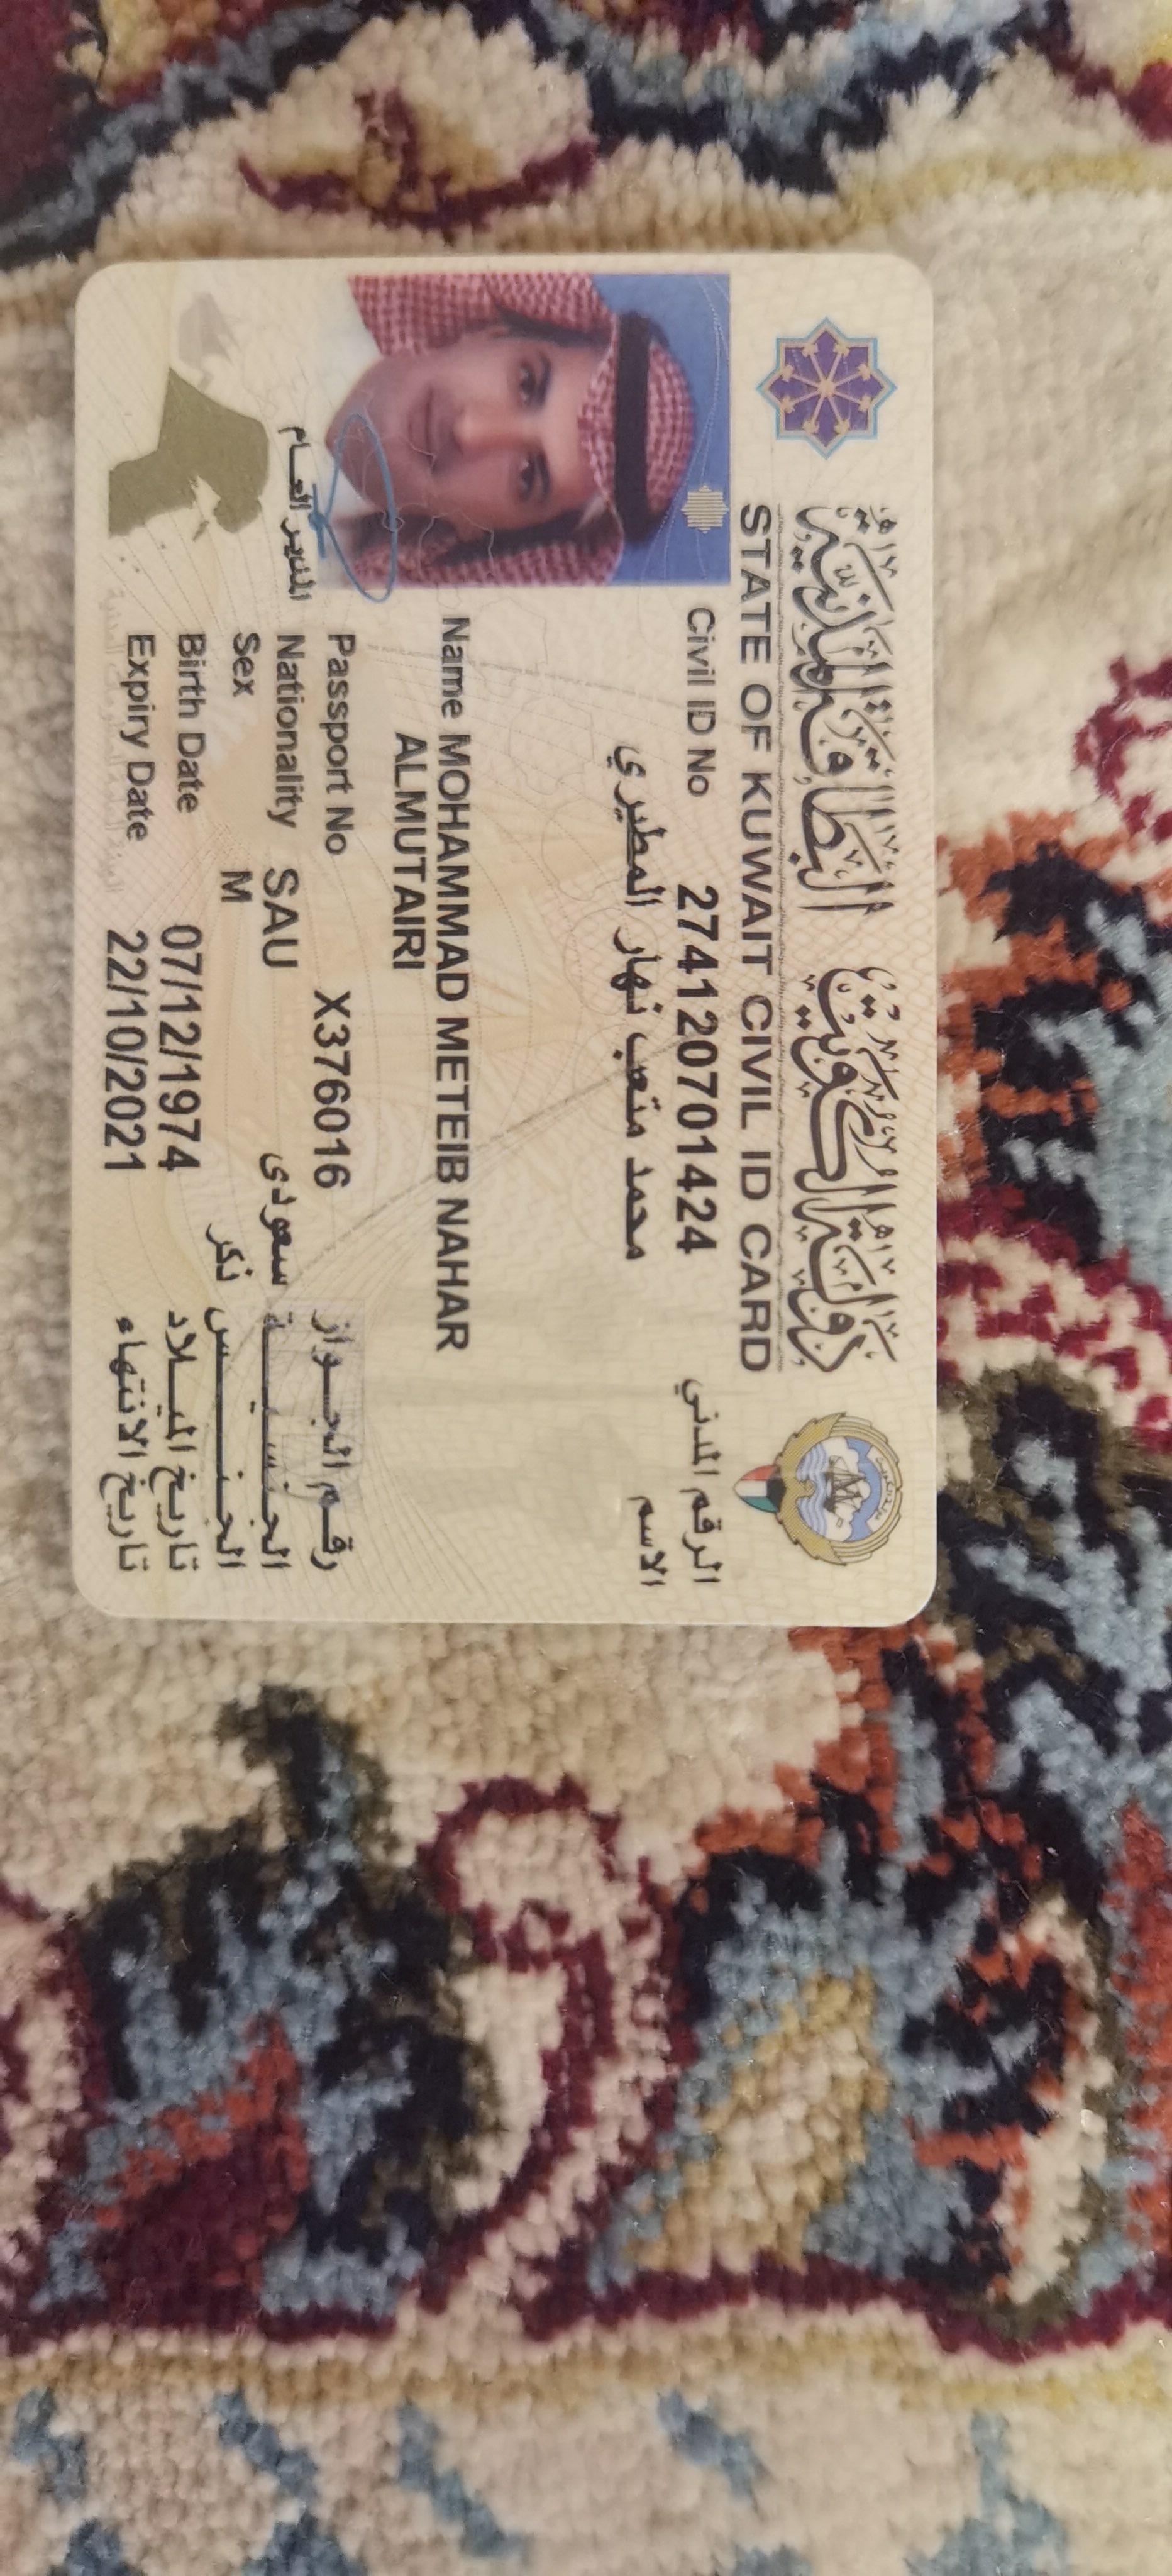 دولة الكويت البطاقة المدنية
STATE OF KUWAIT CIVIL ID CARD
Civil ID No 274120701424 الرقم المدني
محمد متعب نهار المطيري الاسم
Name MOHAMMAD METEIB NAHAR
ALMUTAIRI
Passport No X376016 رقم الجواز
المدير العام
Nationality SAU سعودى الجنسية
Sex M ذكر الجنس
Birth Date 07/12/1974 تاريخ الميلاد
Expiry Date 22/10/2021 تاريخ الانتهاء